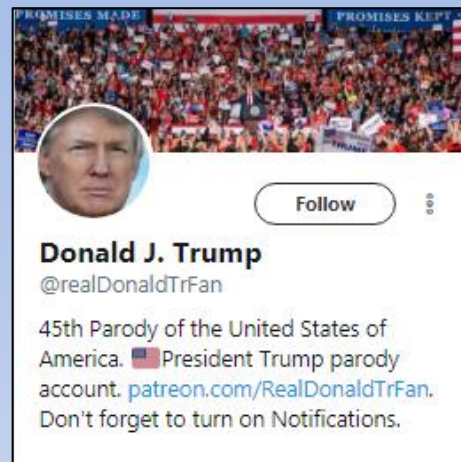 PROMISES MADE PROMISES KEPT
TRUMP
Follow
Donald J. Trump
@realDonaldTrFan
45th Parody of the United States of
America. 🇺🇸President Trump parody
account. patreon.com/RealDonaldTrFan.
Don't forget to turn on Notifications.